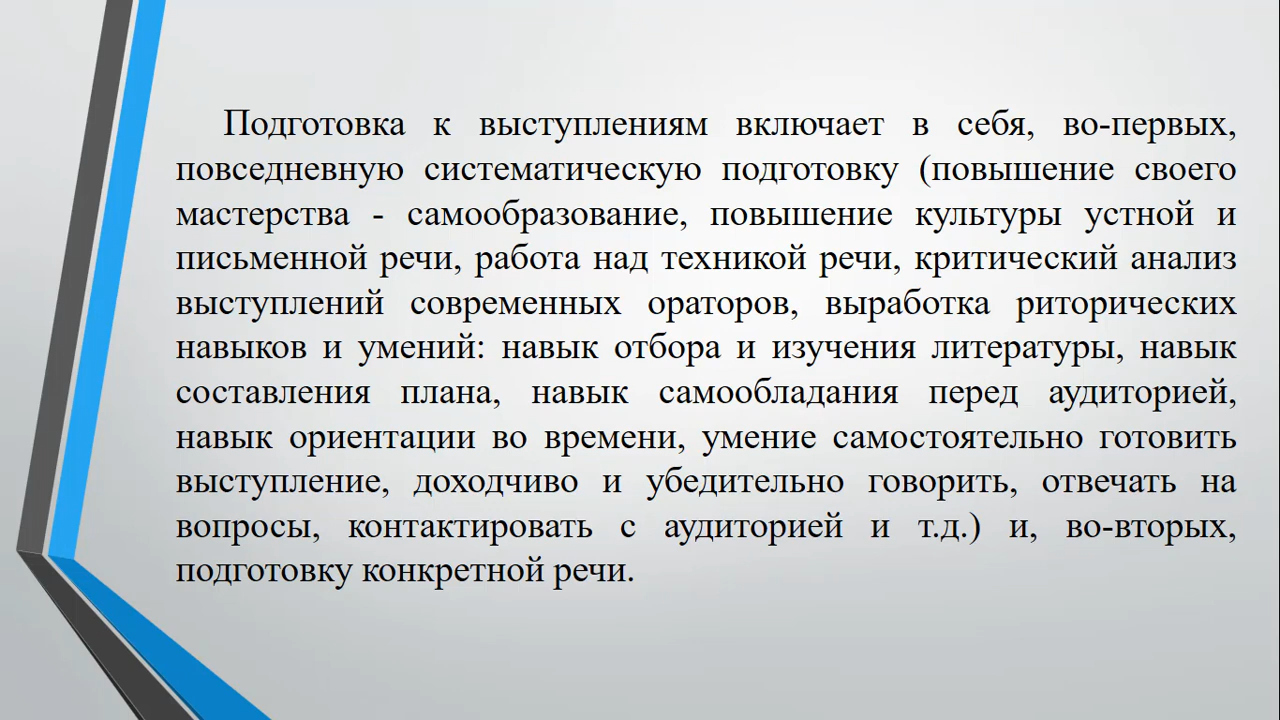 Подготовка к выступлениям включает в себя, во-первых,
повседневную систематическую подготовку (повышение своего
мастерства - самообразование, повышение культуры устной и
письменной речи, работа над техникой речи, критический анализ
выступлений современных ораторов, выработка риторических
навыков и умений: навык отбора и изучения литературы, навык
составления плана, навык самообладания перед аудиторией,
навык ориентации во времени, умение самостоятельно готовить
выступление, доходчиво и убедительно говорить, отвечать на
вопросы, контактировать с аудиторией и т.д.) и, во-вторых,
подготовку конкретной речи.